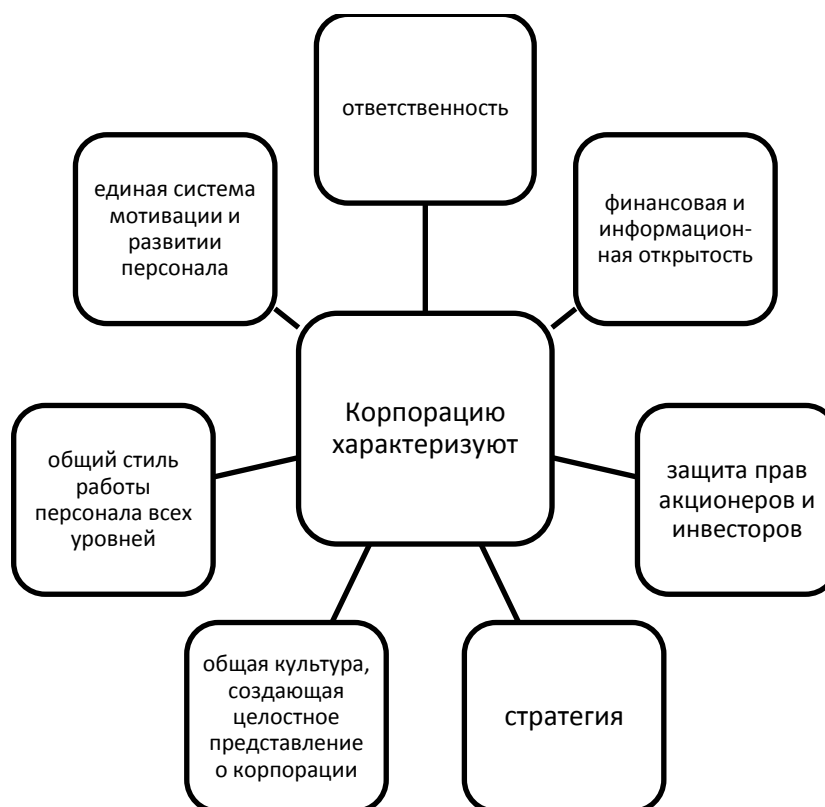 ответственность
единая система
мотивации и
развитии
персонала
финансовая и
информацион-
ная открытость
Корпорацию
характеризуют
общий стиль
работы
персонала всех
уровней
защита прав
акционеров и
инвесторов
общая культура,
создающая
целостное
представление
о корпорации
стратегия